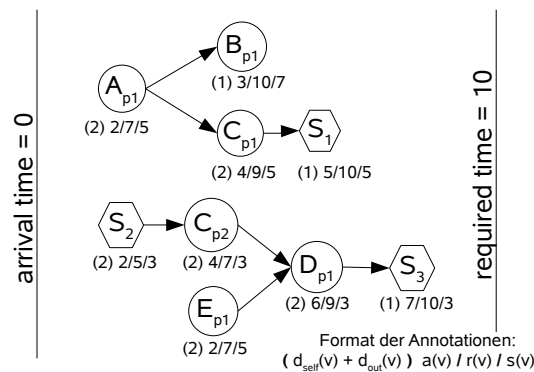 arrival time = 0
required time = 10
B p1
(1) 3/10/7
A p1
(2) 2/7/5
C p1
(2) 4/9/5
S 1
(1) 5/10/5
S 2
(2) 2/5/3
C p2
(2) 4/7/3
D p1
(2) 6/9/3
S 3
(1) 7/10/3
E p1
(2) 2/7/5
Format der Annotationen:
( d self (v) + d out (v) ) a(v) / r(v) / s(v)